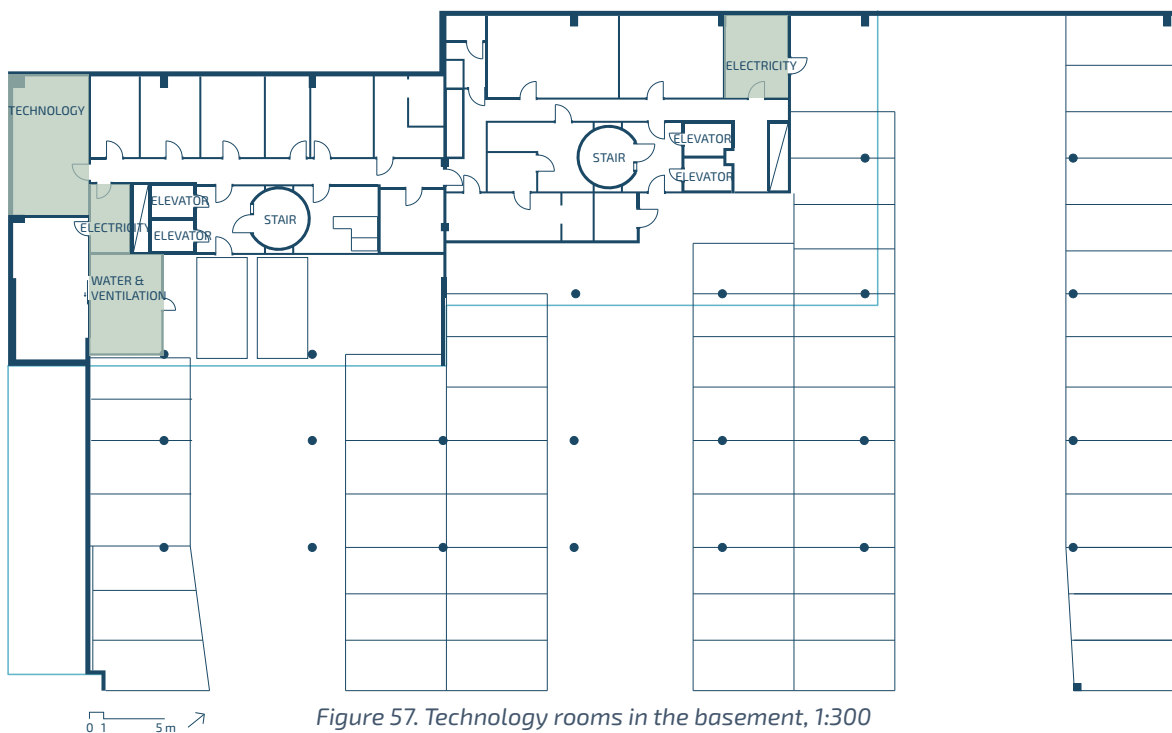 ELECTRICITY
TECHNOLOGY
ELEVATOR
STAIR
ELEVATOR
ELEVATOR
STAIR
ELECTRICITY
ELEVATOR
WATER &
VENTILATION
0 1 5 m
Figure 57. Technology rooms in the basement, 1:300